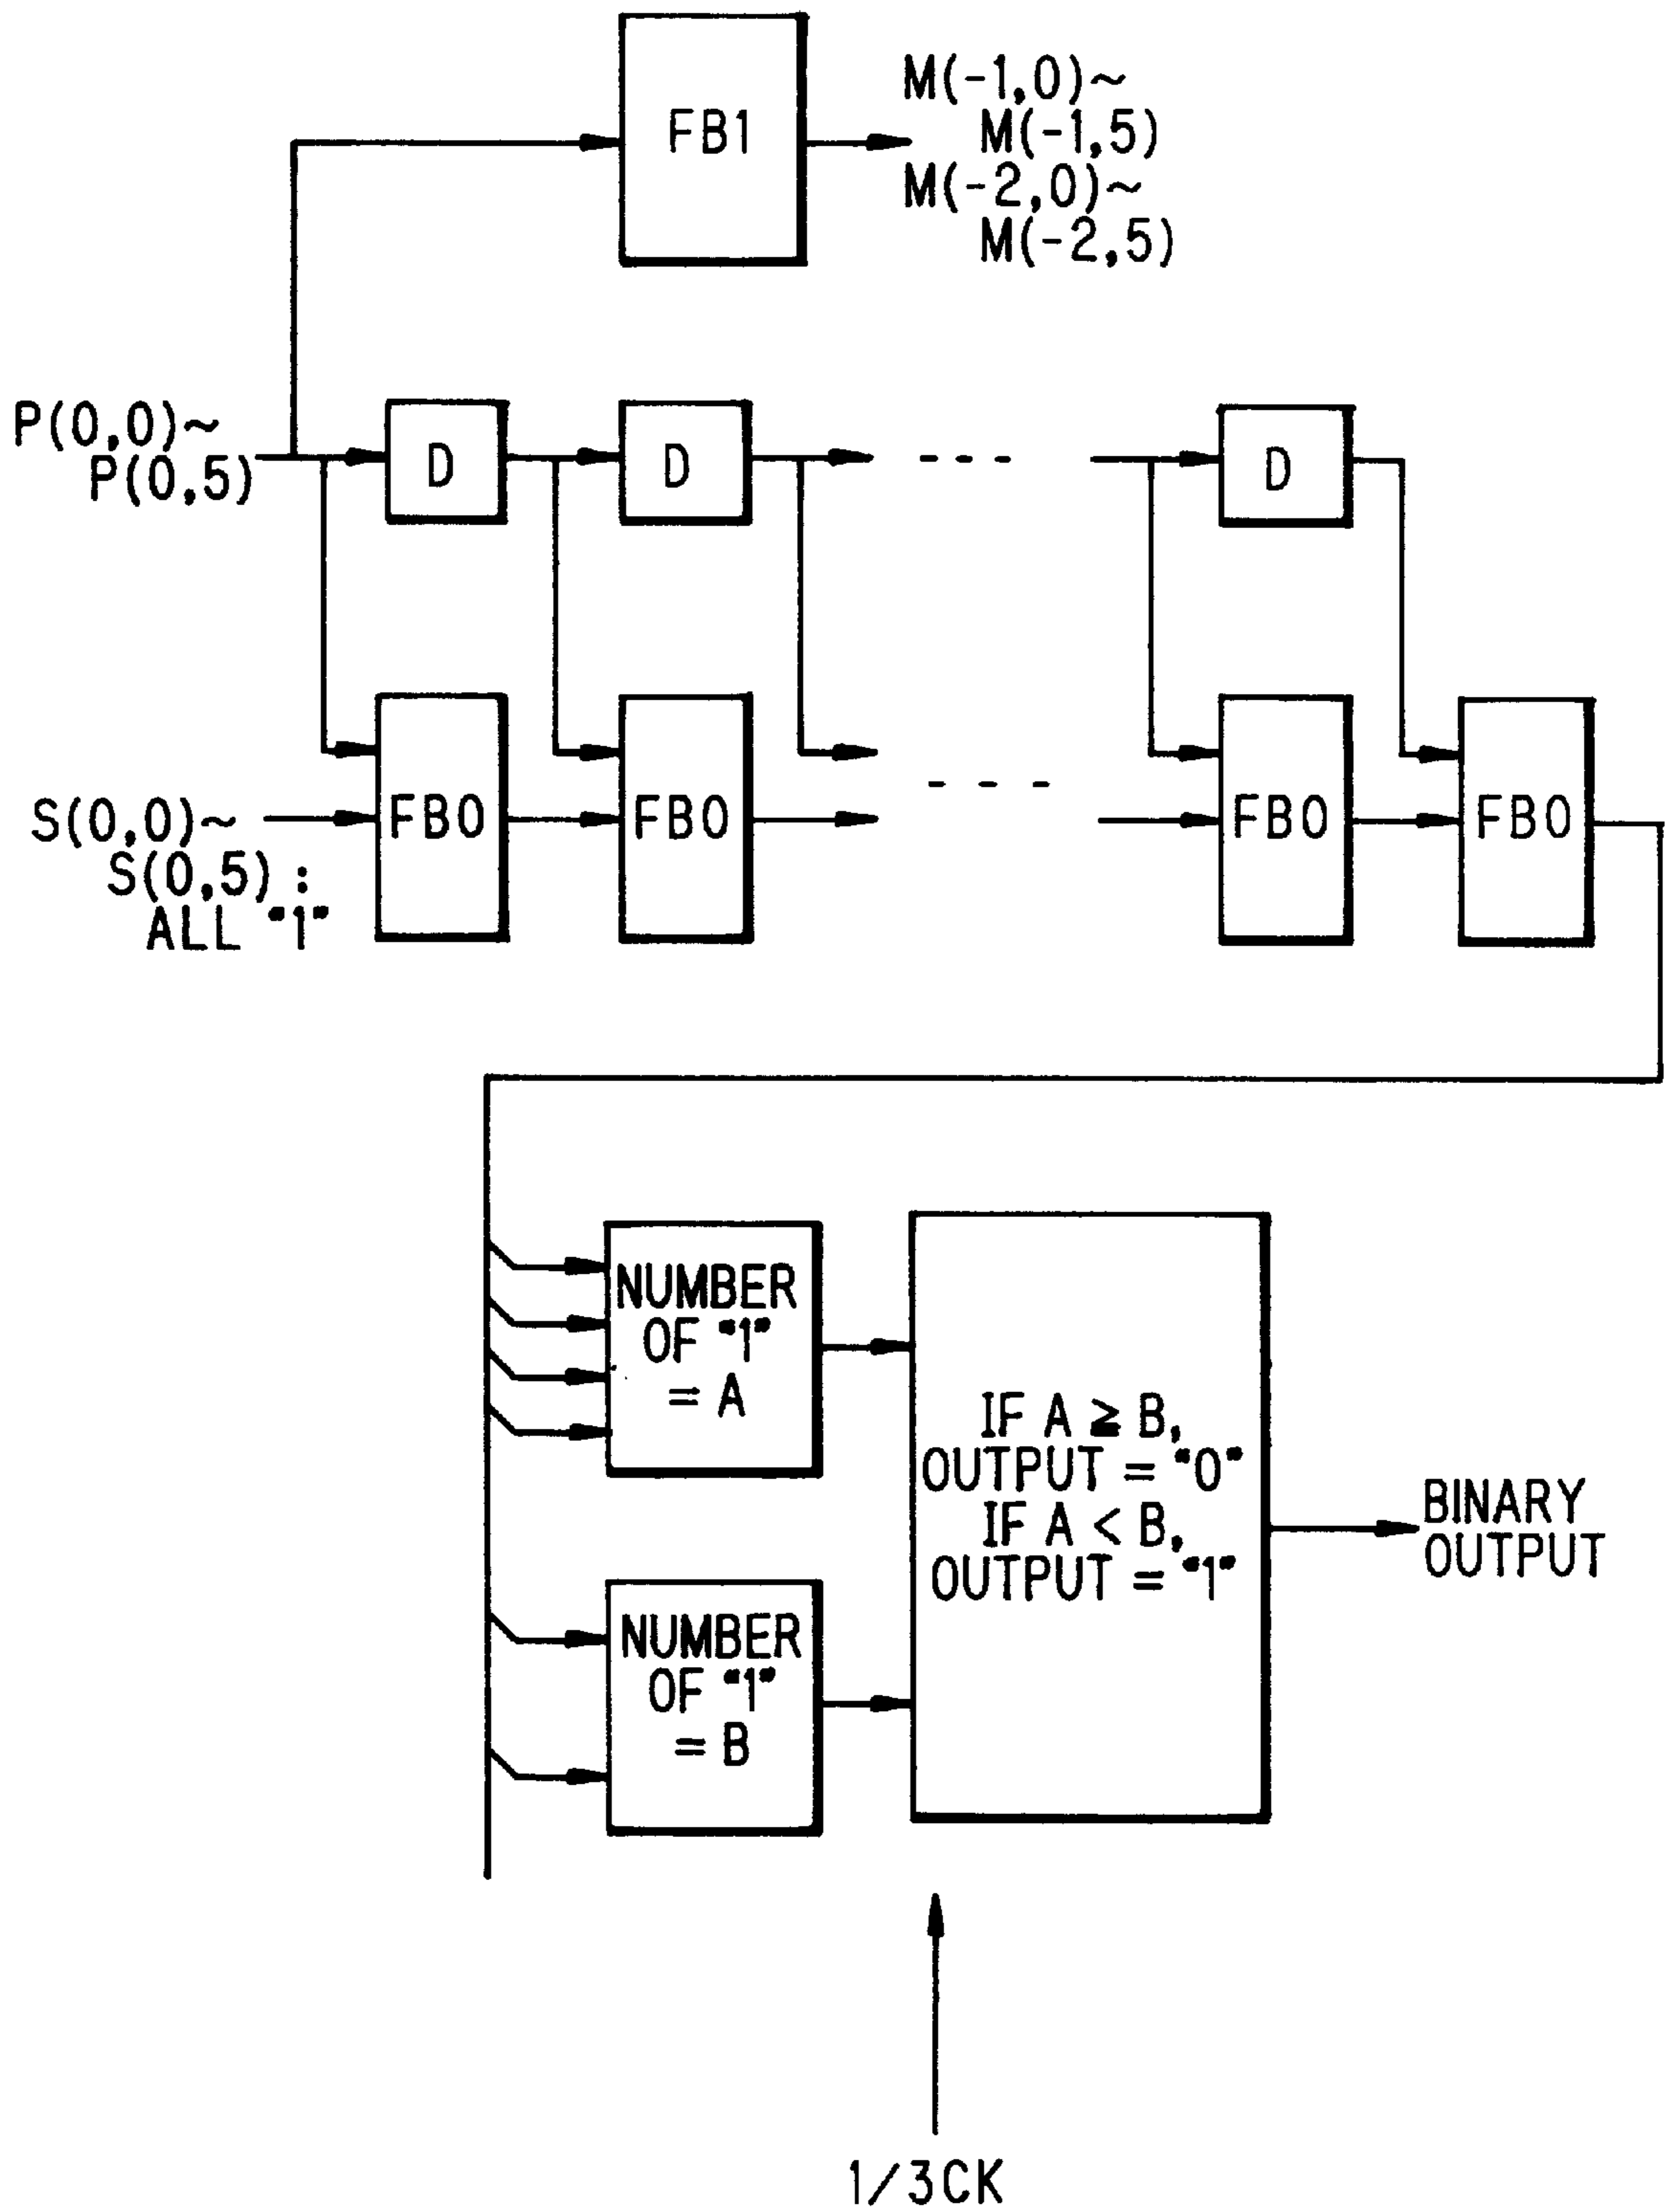 FB1
M(-1,0)~
M(-1,5)
M(-2,0)~
M(-2,5)
P(0,0)~
P(0,5)
D
D
- - -
D
S(0,0)~
S(0,5) :
ALL "1"
FB0
FB0
- - -
FB0
FB0
NUMBER
OF "1"
= A
NUMBER
OF "1"
= B
IF A ≧ B,
OUTPUT = "0"
IF A < B,
OUTPUT = "1"
BINARY
OUTPUT
1/3CK